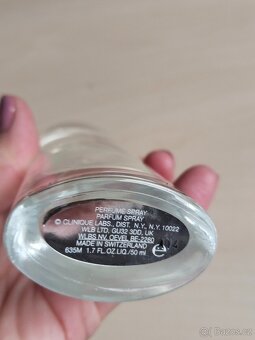 PERFUME SPRAY
PARFUM SPRAY
© CLINIQUE LABS., DIST. N.Y., N.Y. 10022
WLB LTD, GU32 3DD, UK
WLBS NV, OEVEL BE-2260
MADE IN SWITZERLAND
635M 1.7 FL.OZ.LIQ./50 ml ℮